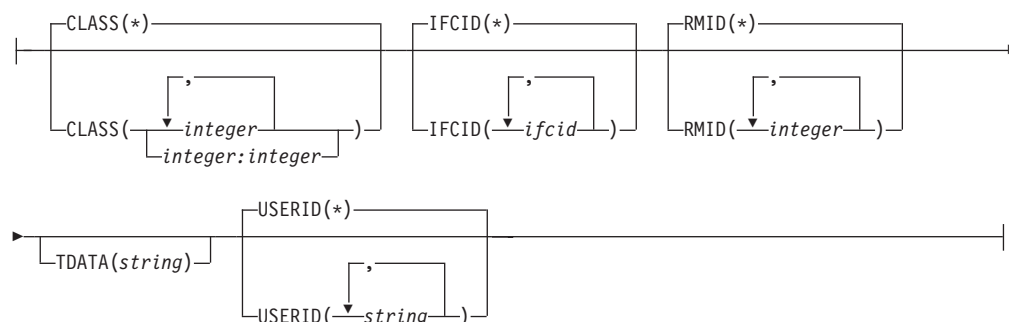 CLASS(*) IFCID(*) RMID(*)
, , ,
CLASS( integer ) IFCID( ifcid ) RMID( integer )
integer:integer
USERID(*)
TDATA(string)
,
USERID( string )